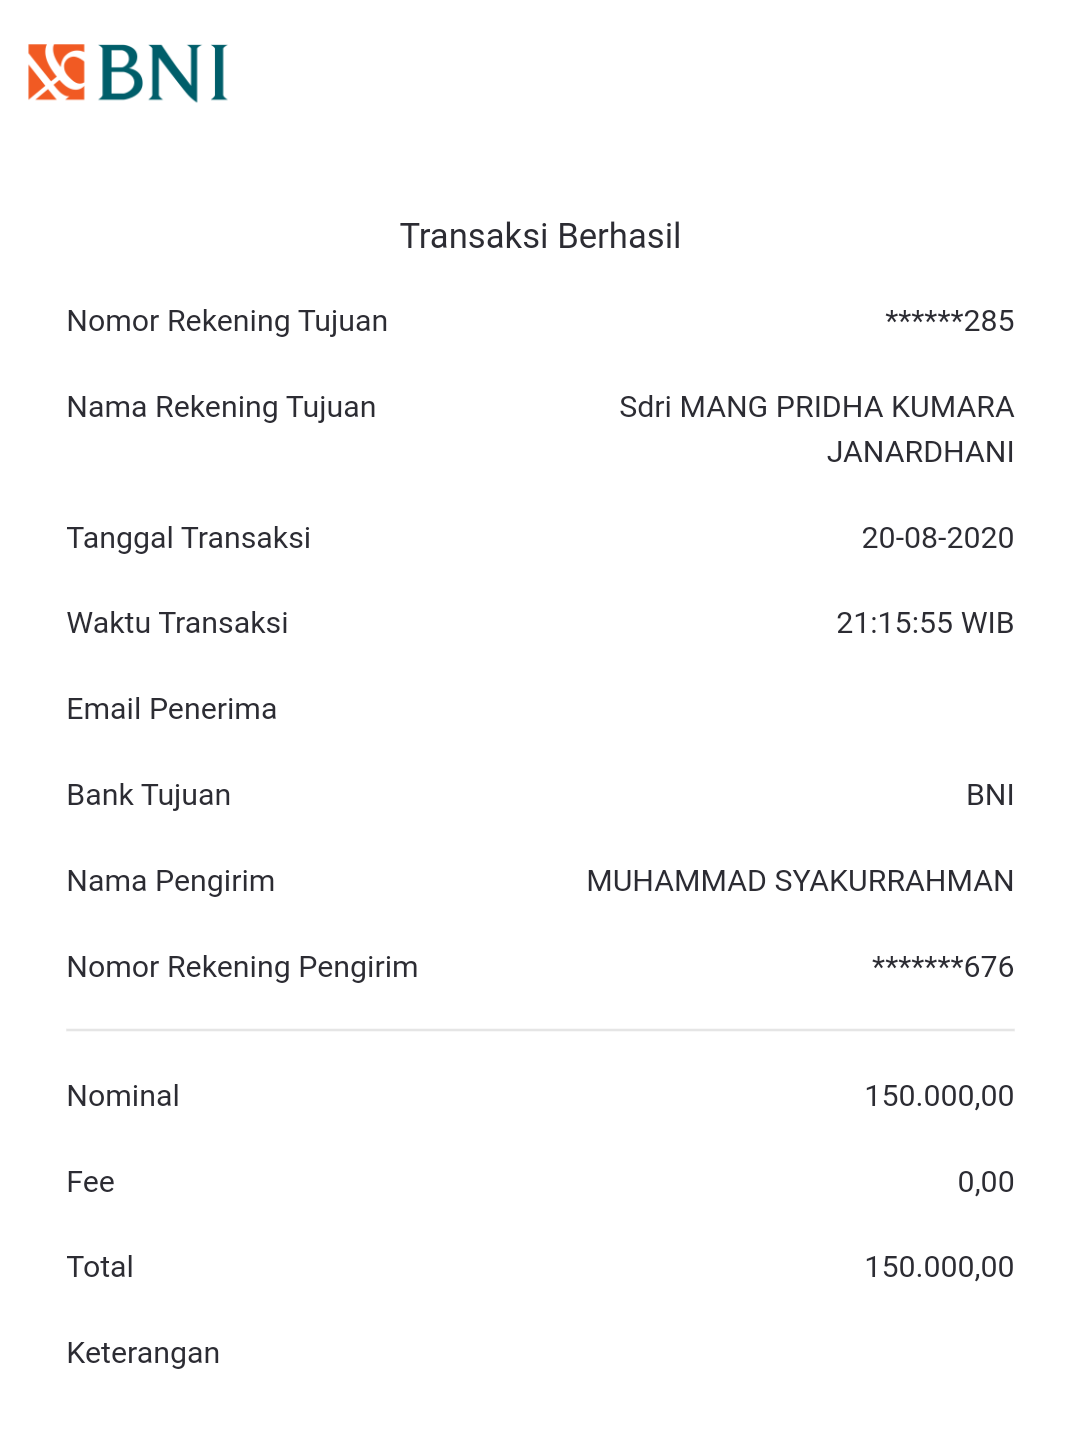 BNI
Transaksi Berhasil
Nomor Rekening Tujuan ******285
Nama Rekening Tujuan Sdri MANG PRIDHA KUMARA
JANARDHANI
Tanggal Transaksi 20-08-2020
Waktu Transaksi 21:15:55 WIB
Email Penerima
Bank Tujuan BNI
Nama Pengirim MUHAMMAD SYAKURRAHMAN
Nomor Rekening Pengirim *******676
Nominal 150.000,00
Fee 0,00
Total 150.000,00
Keterangan